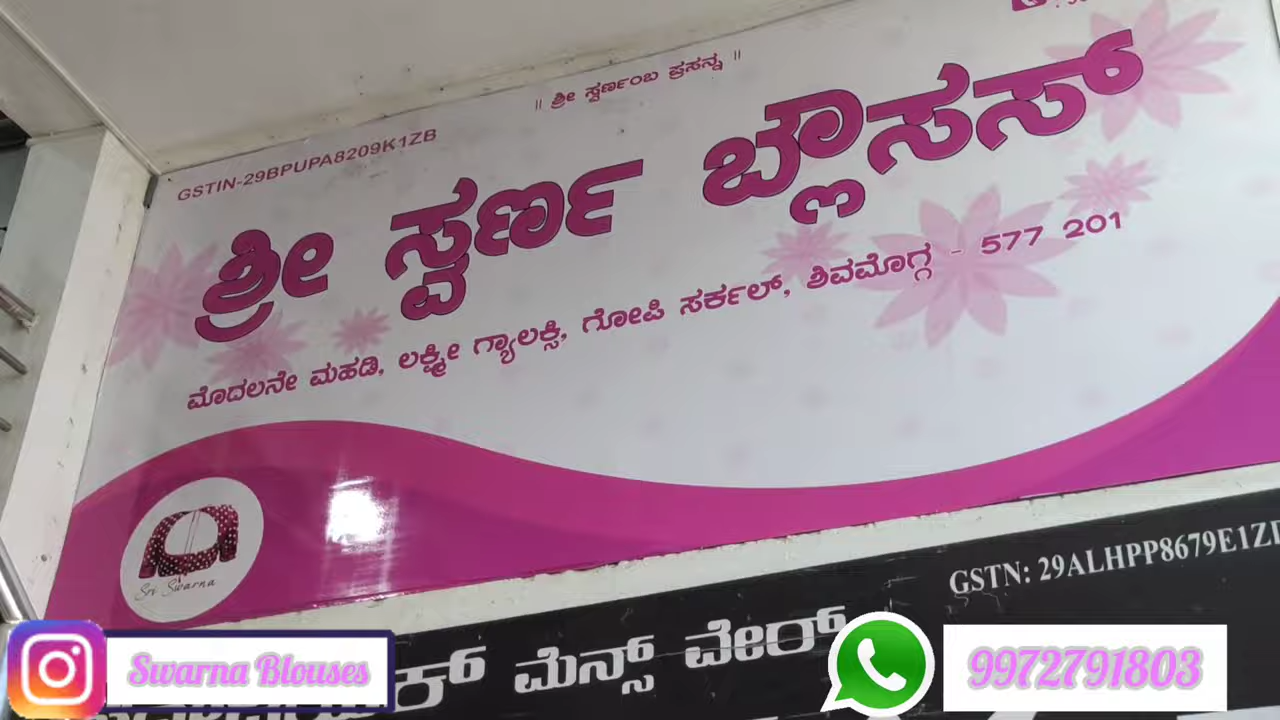 ॥ ಶ್ರೀ ಸ್ವರ್ಣಂಬ ಪ್ರಸನ್ನ ॥
GSTIN-29BPUPA8209K1ZB
ಶ್ರೀ ಸ್ವರ್ಣ ಬ್ಲೌಸಸ್
ಮೊದಲನೇ ಮಹಡಿ, ಲಕ್ಷ್ಮೀ ಗ್ಯಾಲಕ್ಸಿ, ಗೋಪಿ ಸರ್ಕಲ್, ಶಿವಮೊಗ್ಗ - 577 201
Sri Swarna
GSTN: 29ALHPP8679E1Z
ಮೆನ್ಸ್ ವೇರ್
Swarna Blouses
9972791803